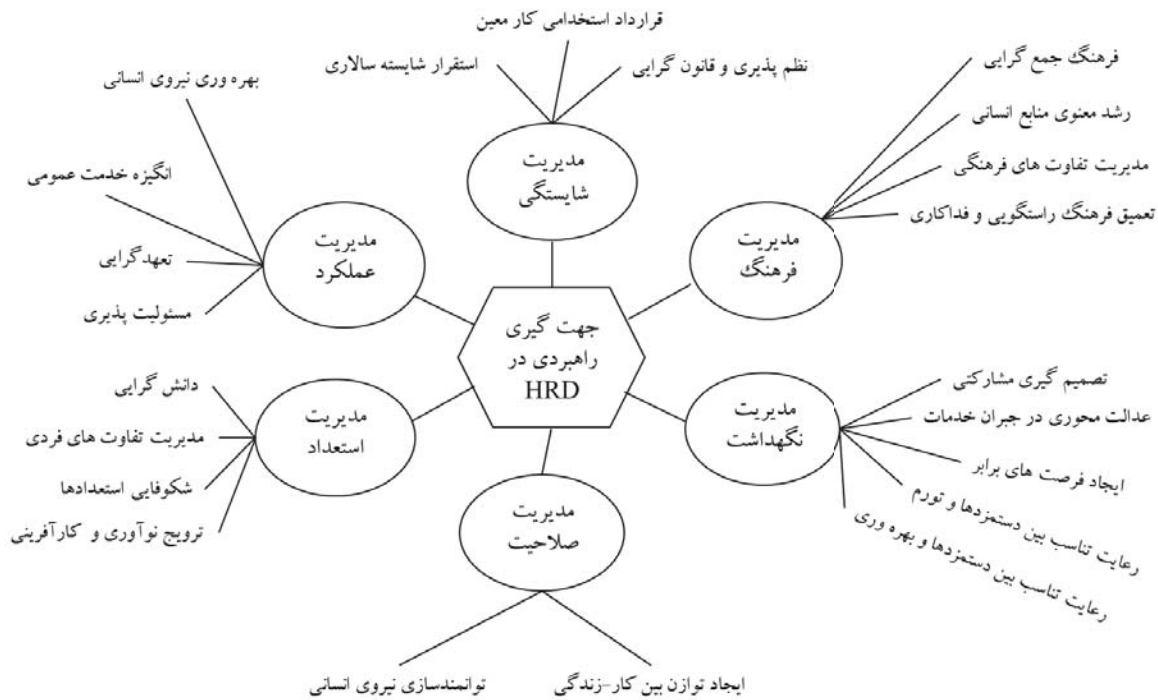 قرارداد استخدامی کار معین
نظم پذیری و قانون گرایی
استقرار شایسته سالاری
مدیریت
شایستگی
فرهنگ جمع گرایی
رشد معنوی منابع انسانی
مدیریت تفاوت های فرهنگی
تعمیق فرهنگ راستگویی و فداکاری
مدیریت
فرهنگ
بهره وری نیروی انسانی
انگیزه خدمت عمومی
تعهدگرایی
مسئولیت پذیری
مدیریت
عملکرد
جهت گیری
راهبردی در
HRD
مدیریت
نگهداشت
تصمیم گیری مشارکتی
عدالت محوری در جبران خدمات
ایجاد فرصت های برابر
رعایت تناسب بین دستمزدها و تورم
رعایت تناسب بین دستمزدها و بهره وری
مدیریت
استعداد
دانش گرایی
مدیریت تفاوت های فردی
شکوفایی استعدادها
ترویج نوآوری و کارآفرینی
مدیریت
صلاحیت
ایجاد توازن بین کار-زندگی
توانمندسازی نیروی انسانی